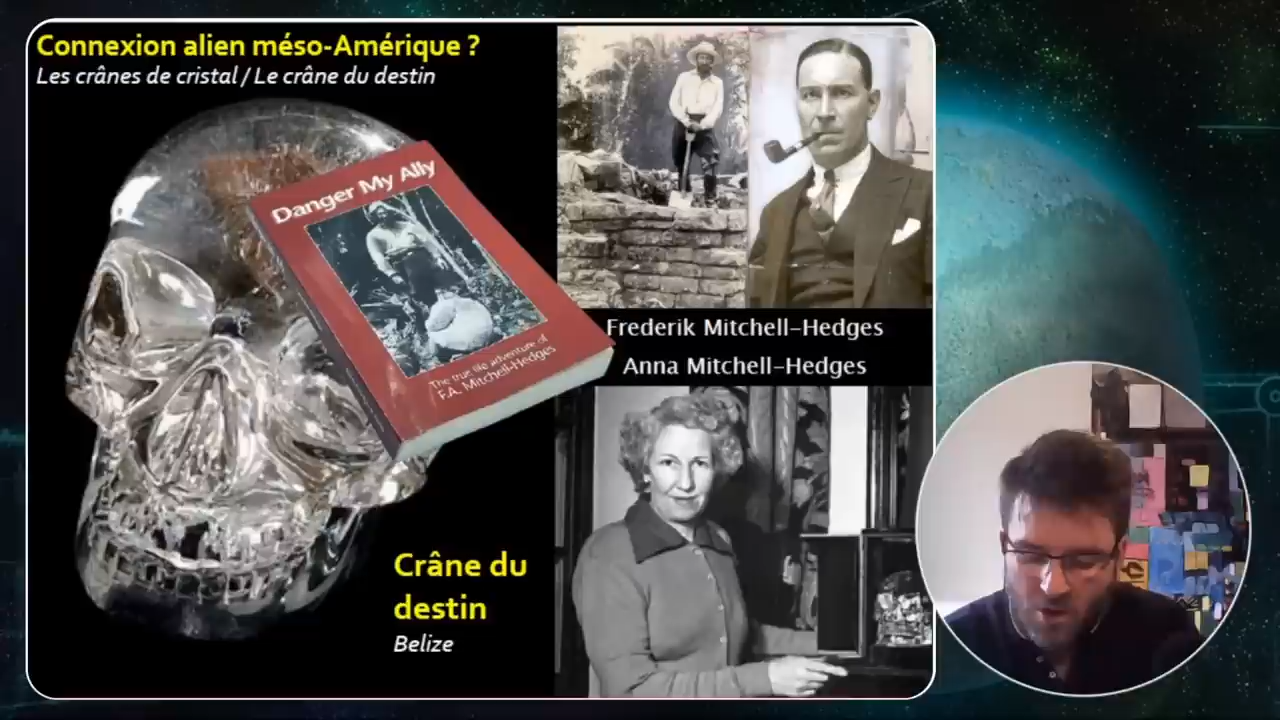 Connexion alien méso-Amérique ?
Les crânes de cristal / Le crâne du destin
Danger My Ally
The true life adventure of
F.A. Mitchell-Hedges
Frederik Mitchell-Hedges
Anna Mitchell-Hedges
Crâne du
destin
Belize